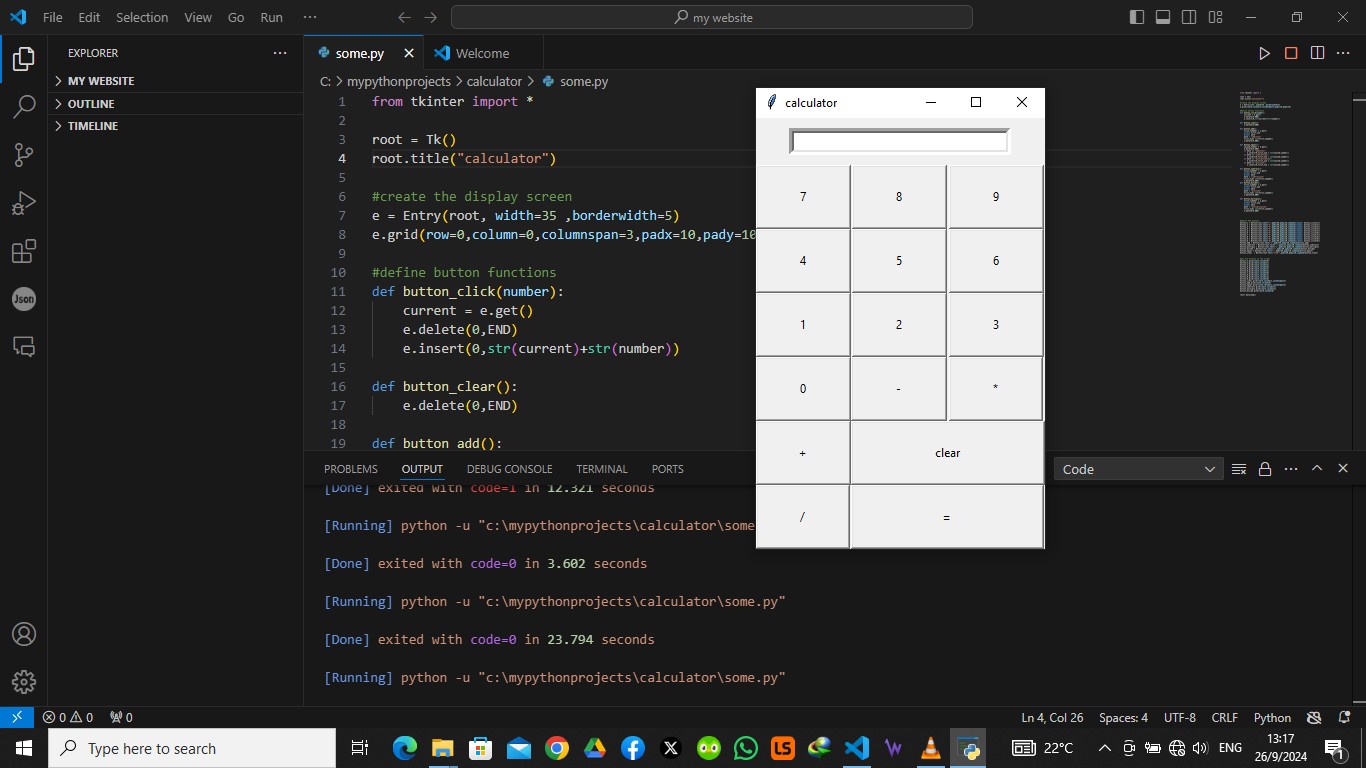 File Edit Selection View Go Run ··· my website
EXPLORER ···
MY WEBSITE
OUTLINE
TIMELINE
some.py Welcome
C: > mypythonprojects > calculator > some.py
1 from tkinter import *
2
3 root = Tk()
4 root.title("calculator")
5
6 #create the display screen
7 e = Entry(root, width=35 ,borderwidth=5)
8 e.grid(row=0,column=0,columnspan=3,padx=10,pady=10
9
10 #define button functions
11 def button_click(number):
12 current = e.get()
13 e.delete(0,END)
14 e.insert(0,str(current)+str(number))
15
16 def button_clear():
17 e.delete(0,END)
18
19 def button_add():
calculator
7 8 9
4 5 6
1 2 3
0 - *
+ clear
/ =
PROBLEMS OUTPUT DEBUG CONSOLE TERMINAL PORTS Code
[Done] exited with code=1 in 12.321 seconds
[Running] python -u "c:\mypythonprojects\calculator\some
[Done] exited with code=0 in 3.602 seconds
[Running] python -u "c:\mypythonprojects\calculator\some.py"
[Done] exited with code=0 in 23.794 seconds
[Running] python -u "c:\mypythonprojects\calculator\some.py"
Json
0 0 0 Ln 4, Col 26 Spaces: 4 UTF-8 CRLF Python
Type here to search LS 22°C ENG 13:17
26/9/2024 1